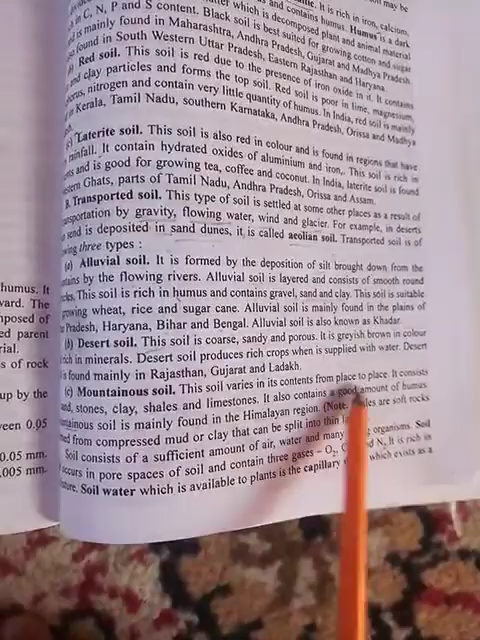 It is rich in iron, calcium,
in C, N, P and S content. Black soil is best suited for growing cotton and sugar
is mainly found in Maharashtra, Andhra Pradesh, Gujarat and Madhya Pradesh
found in South Western Uttar Pradesh, Eastern Rajasthan and Haryana.
Red soil. This soil is red due to the presence of iron oxide in it. It contains
and clay particles and forms the top soil. Red soil is poor in lime, magnesium,
nitrogen and contain very little quantity of humus. In India, red soil is mainly
in Kerala, Tamil Nadu, southern Karnataka, Andhra Pradesh, Orissa and Madhya
Laterite soil. This soil is also red in colour and is found in regions that have
rainfall. It contain hydrated oxides of aluminium and iron,. This soil is rich in
and is good for growing tea, coffee and coconut. In India, laterite soil is found
Ghats, parts of Tamil Nadu, Andhra Pradesh, Orissa and Assam.
Transported soil. This type of soil is settled at some other places as a result of
by gravity, flowing water, wind and glacier. For example, in deserts
sand is deposited in sand dunes, it is called aeolian soil. Transported soil is of
three types :
(a) Alluvial soil. It is formed by the deposition of silt brought down from the
by the flowing rivers. Alluvial soil is layered and consists of smooth round
This soil is rich in humus and contains gravel, sand and clay. This soil is suitable
wheat, rice and sugar cane. Alluvial soil is mainly found in the plains of
Pradesh, Haryana, Bihar and Bengal. Alluvial soil is also known as Khadar.
(b) Desert soil. This soil is coarse, sandy and porous. It is greyish brown in colour
rich in minerals. Desert soil produces rich crops when is supplied with water. Desert
is found mainly in Rajasthan, Gujarat and Ladakh.
(c) Mountainous soil. This soil varies in its contents from place to place. It consists
stones, clay, shales and limestones. It also contains a good amount of humus
soil is mainly found in the Himalayan region. (Note. are soft rocks
from compressed mud or clay that can be split into thin
Soil consists of a sufficient amount of air, water and many organisms. Soil
occurs in pore spaces of soil and contain three gases – O2, and N. It is rich in
Soil water which is available to plants is the capillary which exists as a
humus. It
The
of
parent
of rock
up by the
0.05
0.05 mm.
.005 mm.